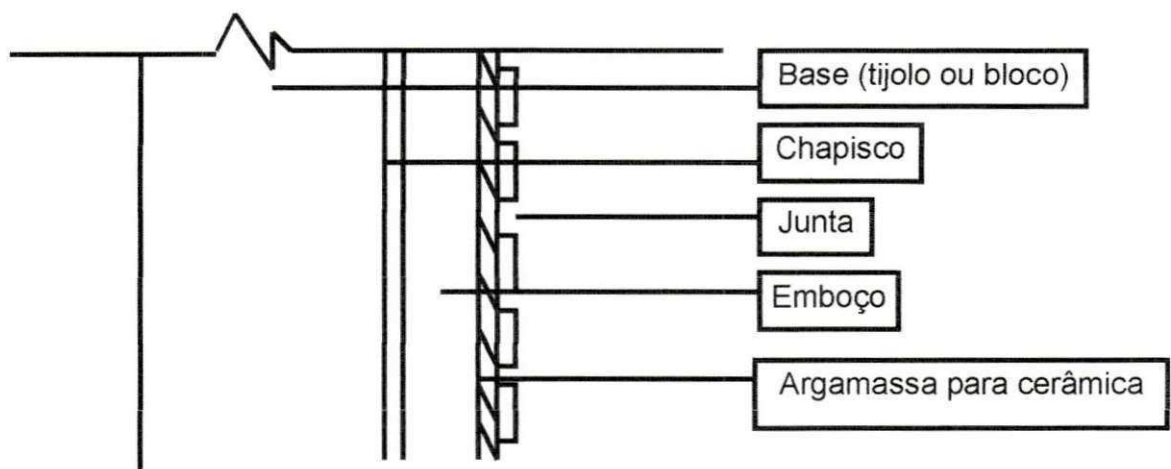 Base (tijolo ou bloco)
Chapisco
Junta
Emboço
Argamassa para cerâmica